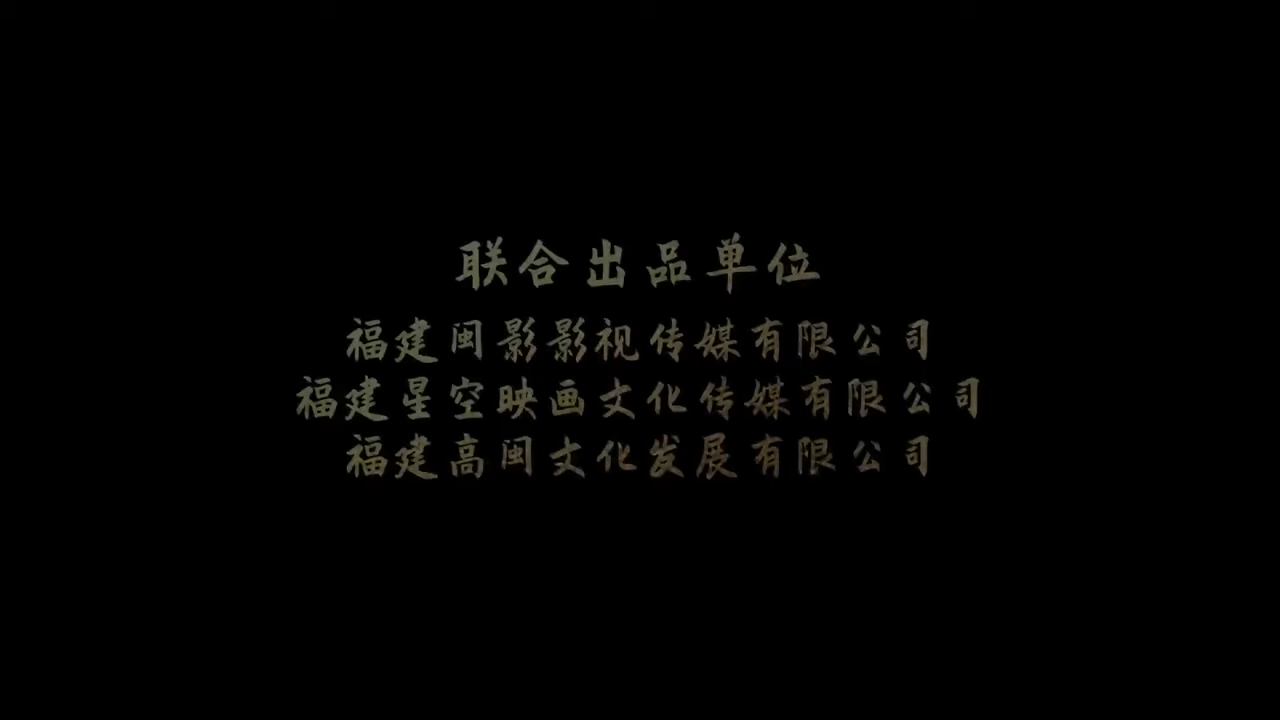 联合出品单位
福建闽影影视传媒有限公司
福建星空映画文化传媒有限公司
福建高闽文化发展有限公司